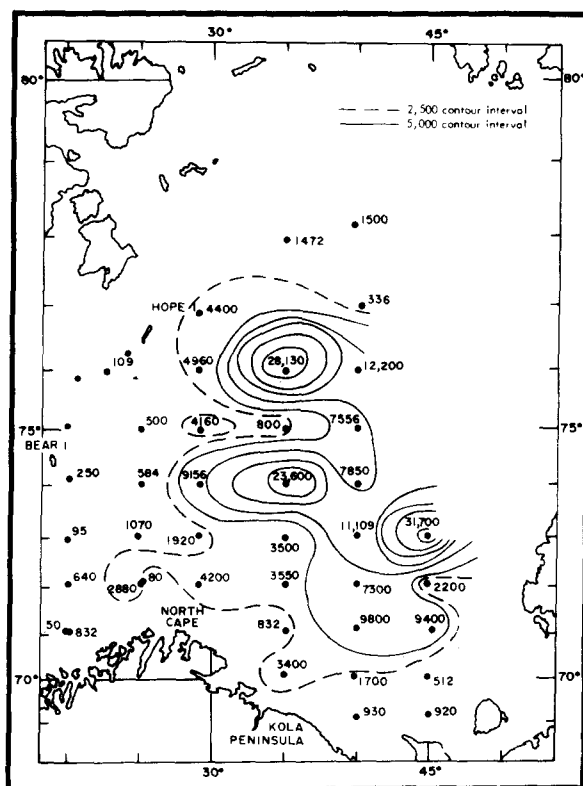 30° 45°
80° 80°
2,500 contour interval
5,000 contour interval
1500
1472
HOPE I 4400
336
109
4960 28,130 12,200
75° 500 4160 800 7556 75°
BEAR I
250 584 9156 23,600 7850
95 1070 1920 3500 11,109 31,700
640 2880 80 4200 3550 7300 2200
50 832 NORTH CAPE 832 9800 9400
70° 3400 1700 512 70°
930 920
KOLA
PENINSULA
30° 45°